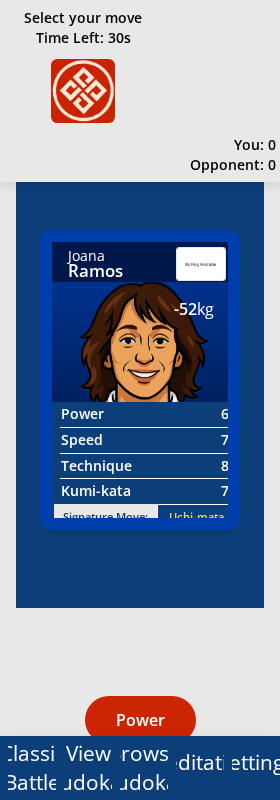 Select your move
Time Left: 30s
You: 0
Opponent: 0
Joana
Ramos
No Flag Available
-52kg
Power 6
Speed 7
Technique 8
Kumi-kata 7
Signature Move: Uchi-mata
Power
Classi View rows editati etting
Battle udoka udoka